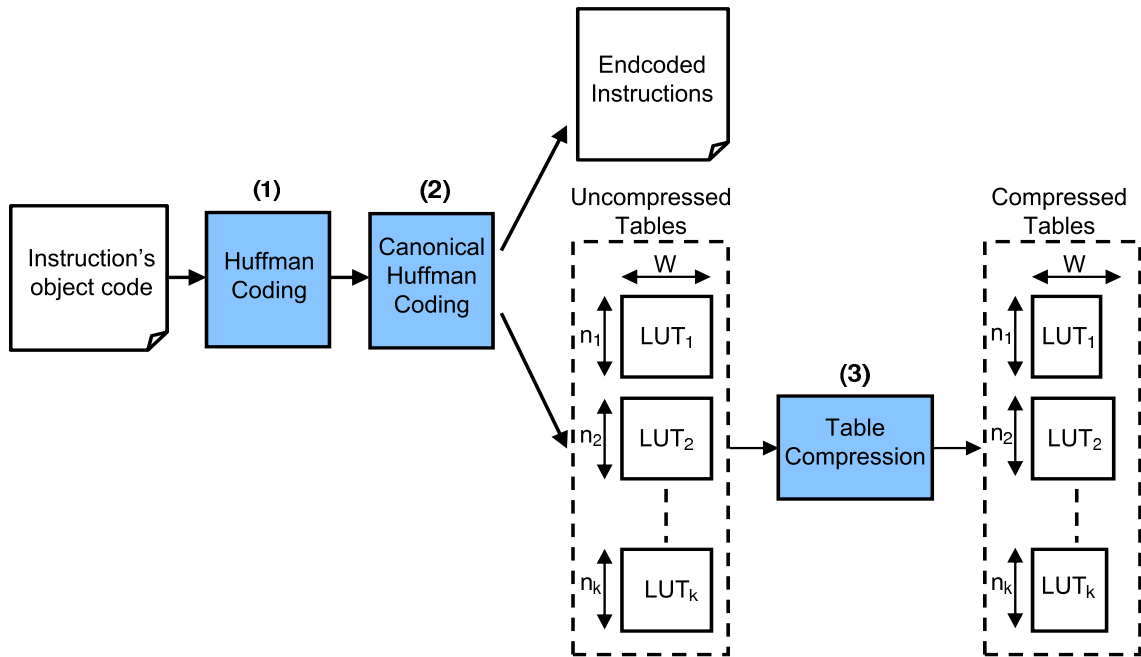 Endcoded
Instructions
(1)
(2)
Instruction's
object code
Huffman
Coding
Canonical
Huffman
Coding
Uncompressed
Tables
W
n1
LUT1
n2
LUT2
nk
LUTk
(3)
Table
Compression
Compressed
Tables
W
n1
LUT1
n2
LUT2
nk
LUTk